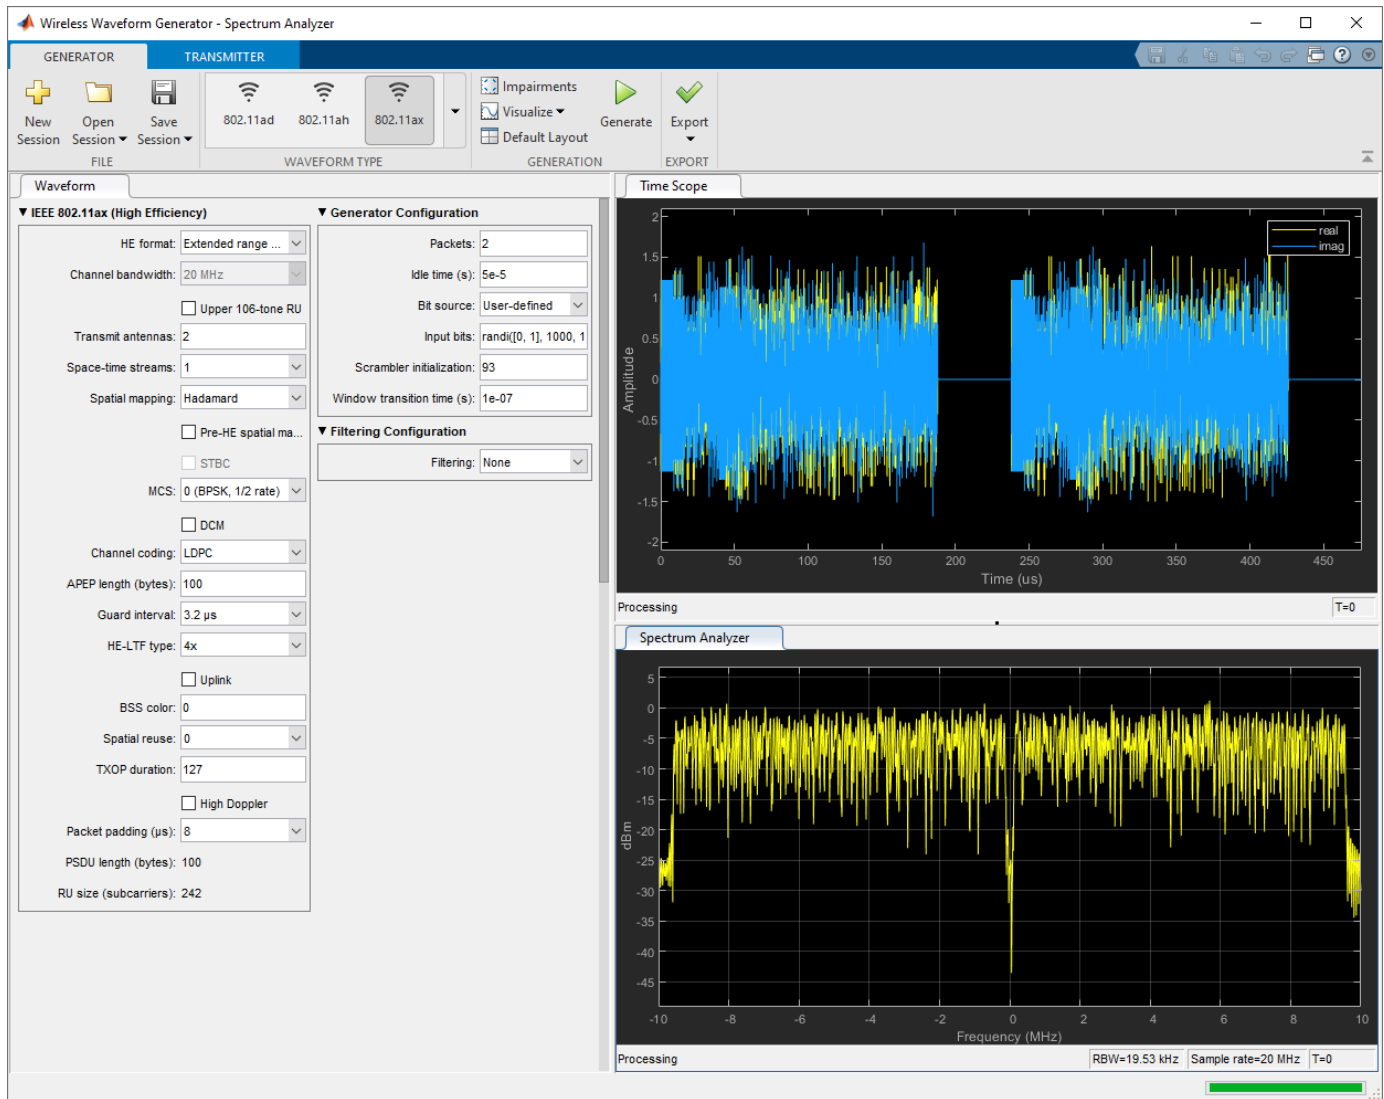 Wireless Waveform Generator - Spectrum Analyzer
GENERATOR
TRANSMITTER
New Session
Open Session
Save Session
FILE
802.11ad
802.11ah
802.11ax
WAVEFORM TYPE
Impairments
Visualize
Default Layout
Generate
GENERATION
Export
EXPORT
Waveform
IEEE 802.11ax (High Efficiency)
HE format: Extended range ...
Channel bandwidth: 20 MHz
Upper 106-tone RU
Transmit antennas: 2
Space-time streams: 1
Spatial mapping: Hadamard
Pre-HE spatial ma...
STBC
MCS: 0 (BPSK, 1/2 rate)
DCM
Channel coding: LDPC
APEP length (bytes): 100
Guard interval: 3.2 µs
HE-LTF type: 4x
Uplink
BSS color: 0
Spatial reuse: 0
TXOP duration: 127
High Doppler
Packet padding (µs): 8
PSDU length (bytes): 100
RU size (subcarriers): 242
Generator Configuration
Packets: 2
Idle time (s): 5e-5
Bit source: User-defined
Input bits: randi([0, 1], 1000, 1
Scrambler initialization: 93
Window transition time (s): 1e-07
Filtering Configuration
Filtering: None
Time Scope
real
imag
2
1.5
1
0.5
0
-0.5
-1
-1.5
-2
Amplitude
0 50 100 150 200 250 300 350 400 450
Time (us)
Processing
T=0
Spectrum Analyzer
5
0
-5
-10
-15
-20
-25
-30
-35
-40
-45
dBm
-10 -8 -6 -4 -2 0 2 4 6 8 10
Frequency (MHz)
Processing
RBW=19.53 kHz Sample rate=20 MHz T=0